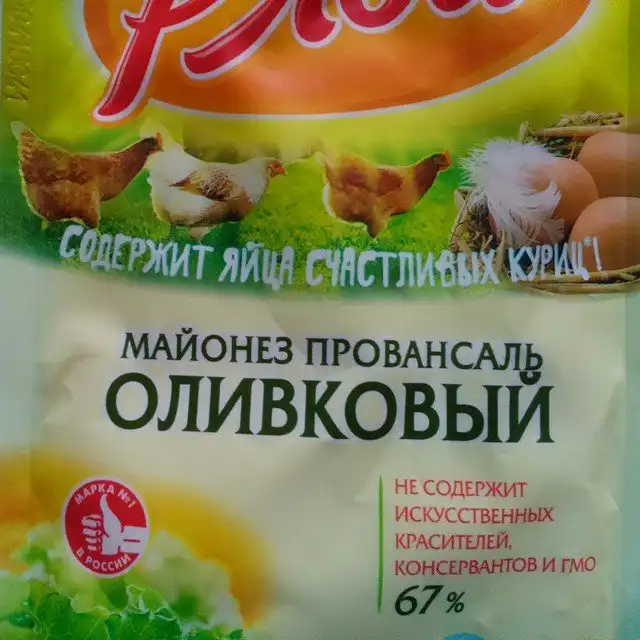 СОДЕРЖИТ ЯЙЦА СЧАСТЛИВЫХ КУРИЦ*!
МАЙОНЕЗ ПРОВАНСАЛЬ
ОЛИВКОВЫЙ
МАРКА №1
В РОССИИ
НЕ СОДЕРЖИТ
ИСКУССТВЕННЫХ
КРАСИТЕЛЕЙ,
КОНСЕРВАНТОВ И ГМО
67%